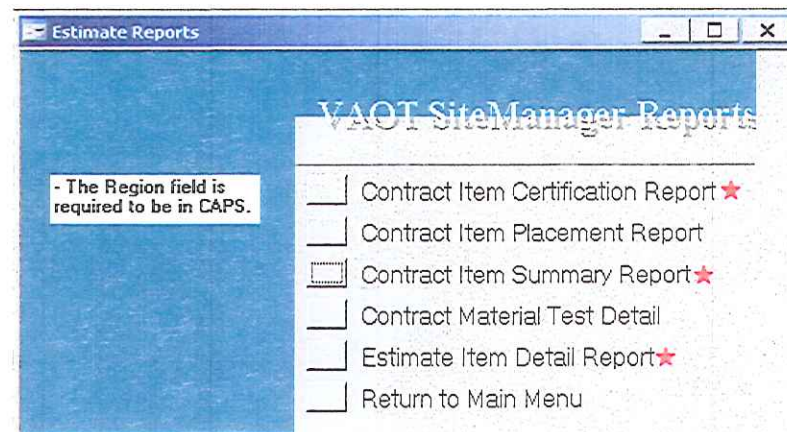 Estimate Reports
VAOT SiteManager Reports
- The Region field is
required to be in CAPS.
Contract Item Certification Report
Contract Item Placement Report
Contract Item Summary Report
Contract Material Test Detail
Estimate Item Detail Report
Return to Main Menu